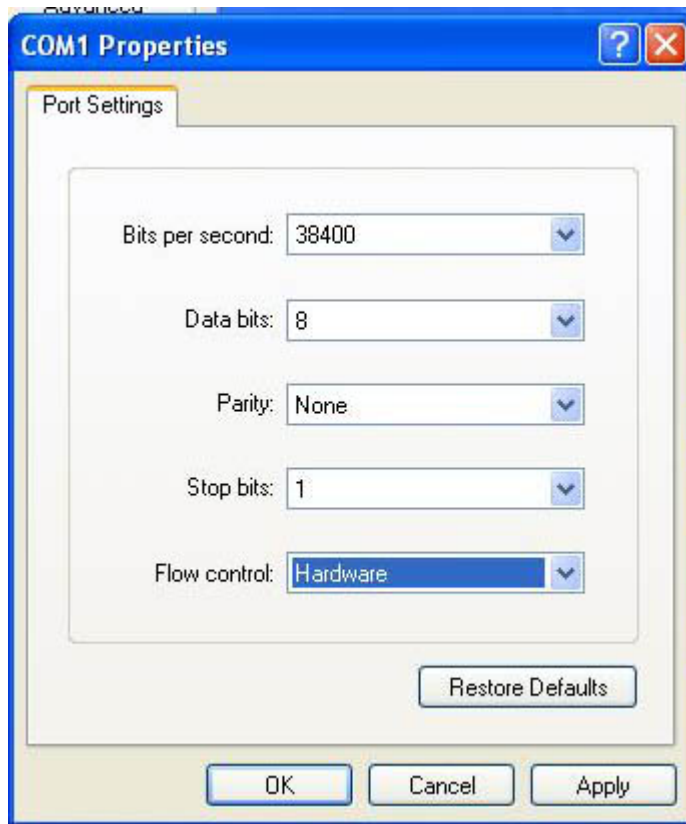 Advanced
COM1 Properties
Port Settings
Bits per second: 38400
Data bits: 8
Parity: None
Stop bits: 1
Flow control: Hardware
Restore Defaults
OK Cancel Apply